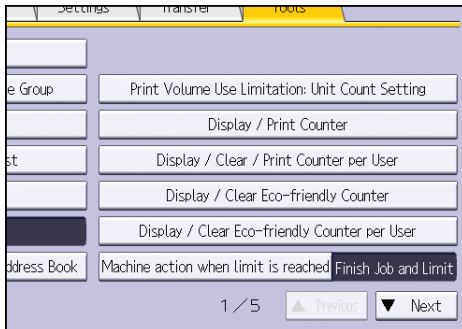 Settings Transfer Tools
e Group Print Volume Use Limitation: Unit Count Setting
Display / Print Counter
st Display / Clear / Print Counter per User
Display / Clear Eco-friendly Counter
Display / Clear Eco-friendly Counter per User
ddress Book Machine action when limit is reached Finish Job and Limit
1/5 ▲ Previous ▼ Next